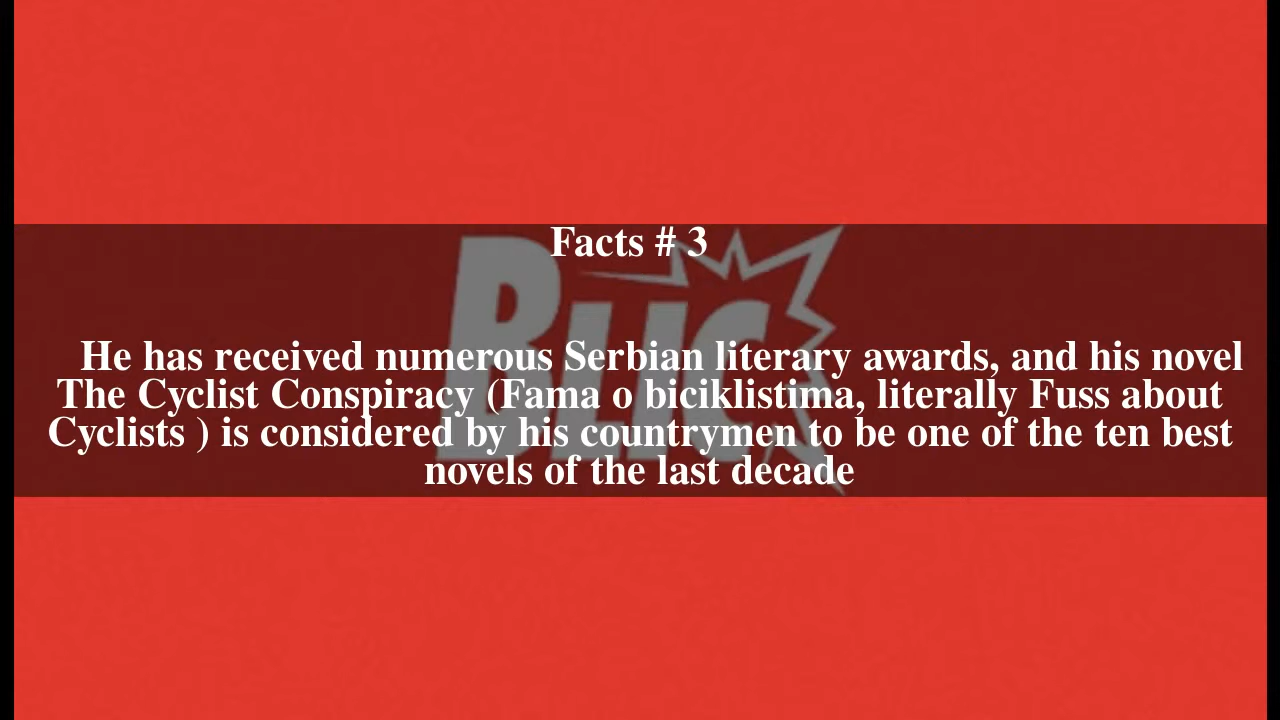 Facts # 3
BLIC
He has received numerous Serbian literary awards, and his novel
The Cyclist Conspiracy (Fama o biciklistima, literally Fuss about
Cyclists ) is considered by his countrymen to be one of the ten best
novels of the last decade